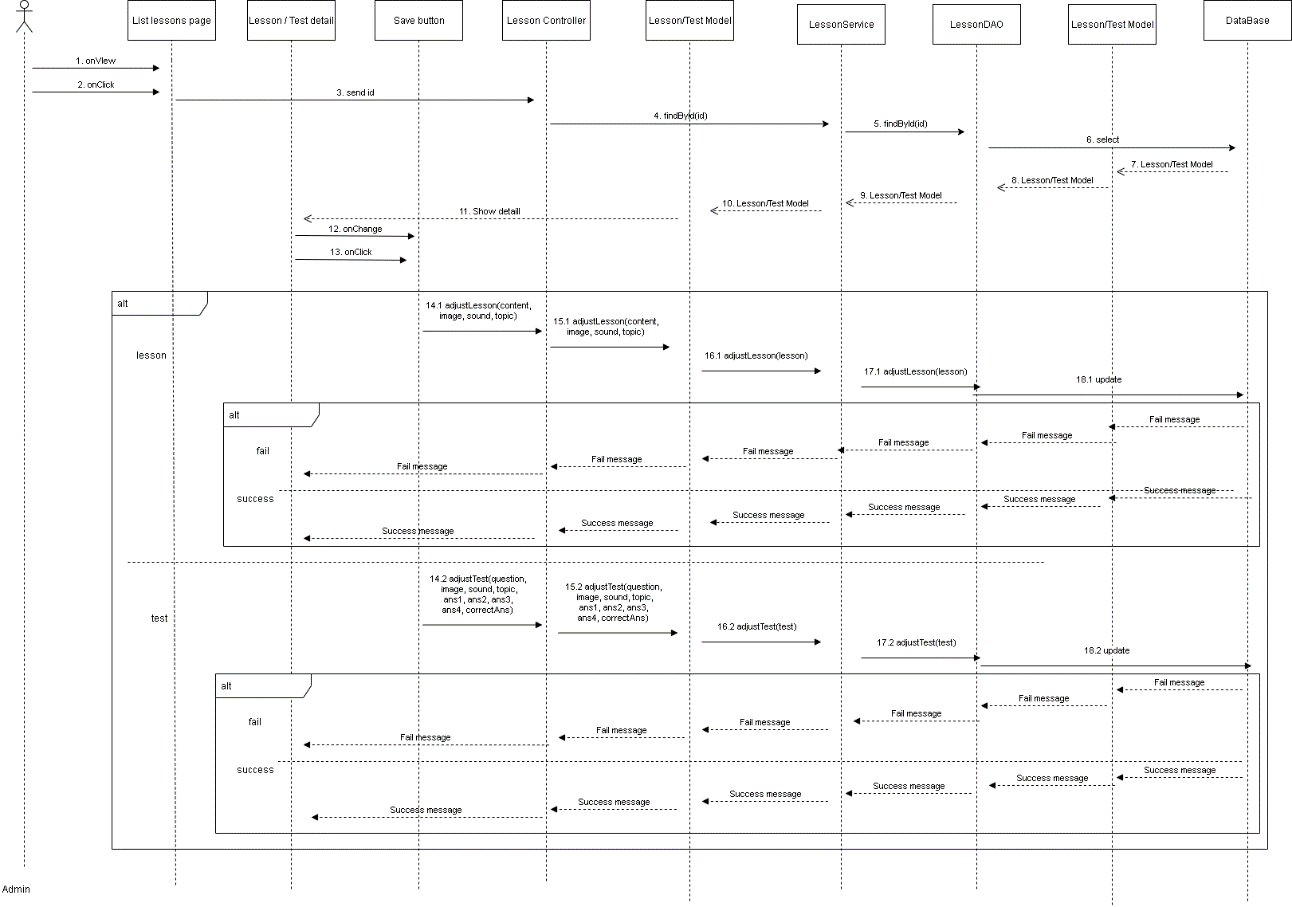 List lessons page
Lesson / Test detail
Save button
Lesson Controller
Lesson/Test Model
LessonService
LessonDAO
Lesson/Test Model
DataBase
1. onView
2. onClick
3. send id
4. findById(id)
5. findById(id)
6. select
7. Lesson/Test Model
8. Lesson/Test Model
9. Lesson/Test Model
10. Lesson/Test Model
11. Show detaill
12. onChange
13. onClick
alt
lesson
14.1 adjustLesson(content,
image, sound, topic)
15.1 adjustLesson(content,
image, sound, topic)
16.1 adjustLesson(lesson)
17.1 adjustLesson(lesson)
18.1 update
alt
fail
Fail message
Fail message
Fail message
Fail message
Fail message
Fail message
success
Success message
Success message
Success message
Success message
Success message
Success message
test
14.2 adjustTest(question,
image, sound, topic,
ans1, ans2, ans3,
ans4, correctAns)
15.2 adjustTest(question,
image, sound, topic,
ans1, ans2, ans3,
ans4, correctAns)
16.2 adjustTest(test)
17.2 adjustTest(test)
18.2 update
alt
fail
Fail message
Fail message
Fail message
Fail message
Fail message
Fail message
success
Success message
Success message
Success message
Success message
Success message
Success message
Admin